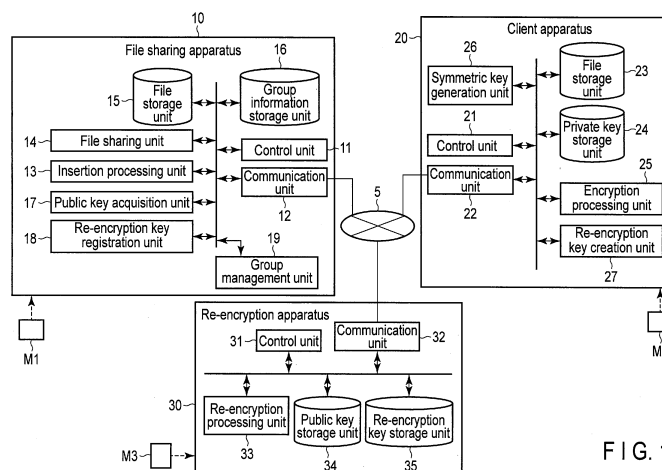 10
File sharing apparatus
16
15
File
storage
unit
Group
information
storage unit
14
File sharing unit
Control unit
11
13
Insertion processing unit
Communication
unit
12
17
Public key acquisition unit
18
Re-encryption key
registration unit
19
Group
management unit
M1
5
20
Client apparatus
26
Symmetric key
generation unit
File
storage
unit
23
21
Control unit
Private key
storage
unit
24
Communication
unit
22
25
Encryption
processing unit
Re-encryption
key creation unit
27
M
Re-encryption apparatus
31
Control unit
Communication
unit
32
30
Re-encryption
processing unit
33
Public key
storage unit
34
Re-encryption
key storage unit
35
M3
FIG.